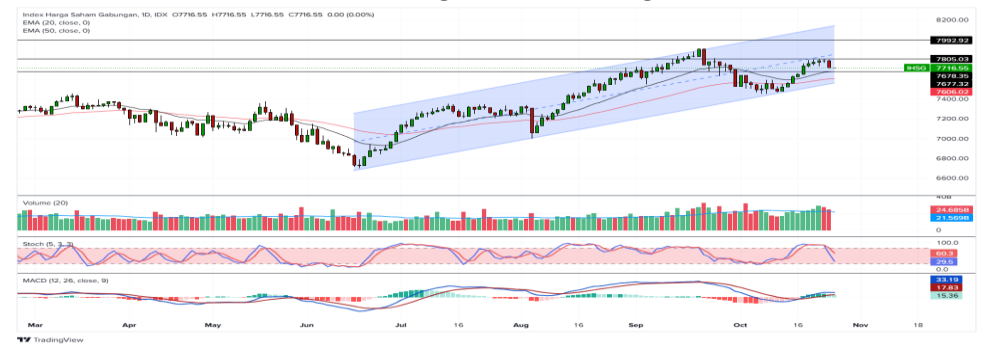 Index Harga Saham Gabungan, 1D, IDX O7716.55 H7716.55 L7716.55 C7716.55 0.00 (0.00%)
EMA (20, close, 0)
EMA (50, close, 0)
8200.00
7992.92
7805.03
IHSG 7716.55
7678.35
7677.32
7606.02
7400.00
7200.00
7000.00
6800.00
6600.00
Volume (20)
40B
24.685B
21.569B
0
Stoch (5, 3, 3)
100.0
60.3
29.5
0.0
MACD (12, 26, close, 9)
33.19
17.83
15.36
Mar Apr May Jun Jul 16 Aug Sep Oct 16 Nov 18
TradingView